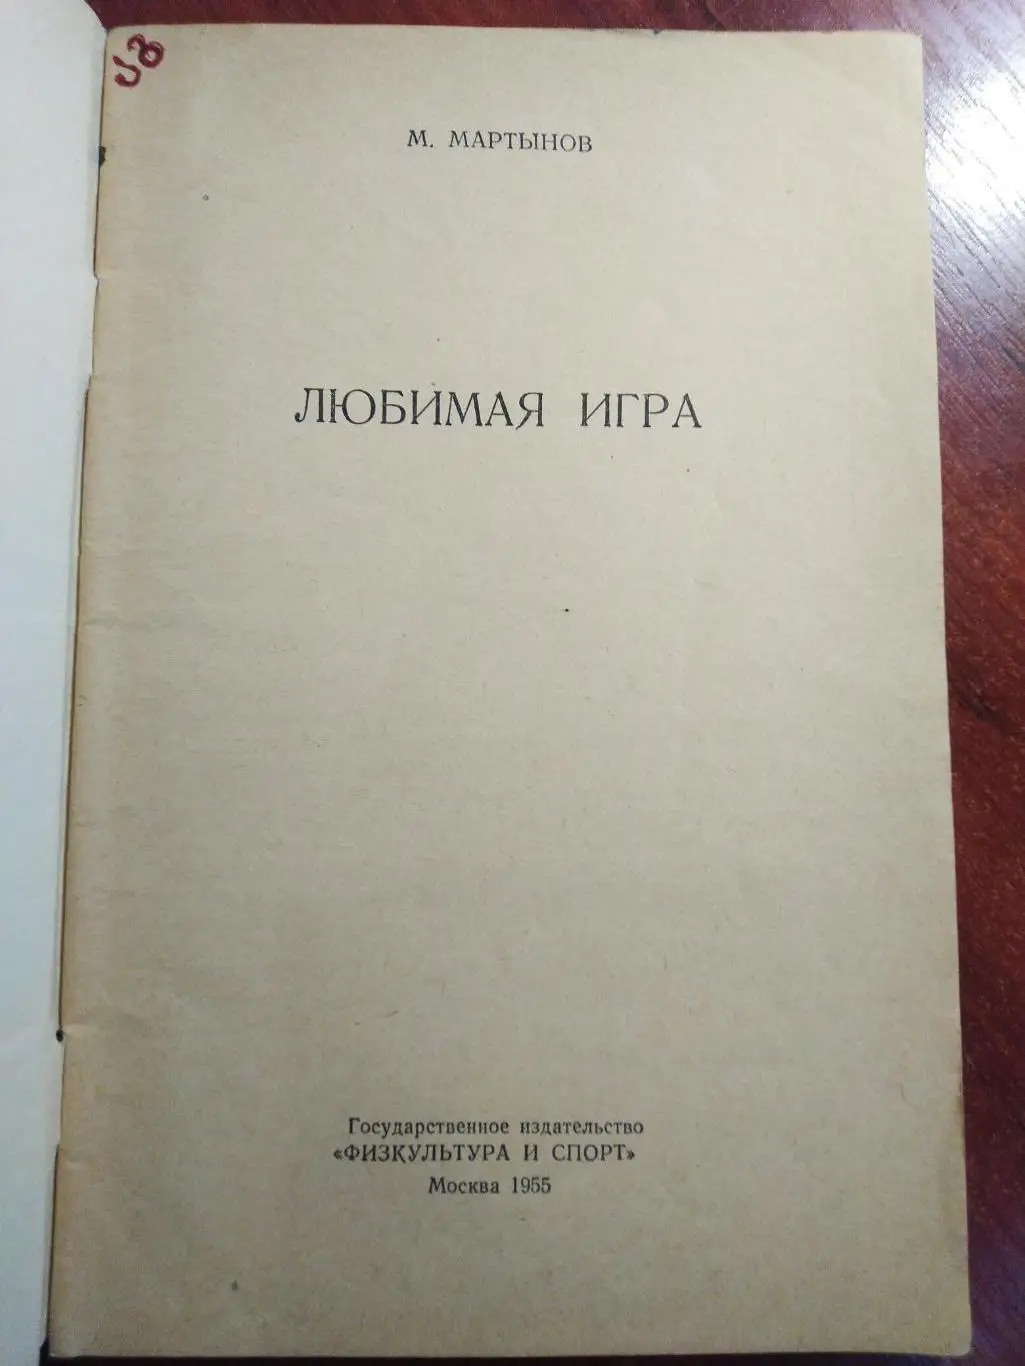 М. МАРТЫНОВ
ЛЮБИМАЯ ИГРА
Государственное издательство
«ФИЗКУЛЬТУРА И СПОРТ»
Москва 1955